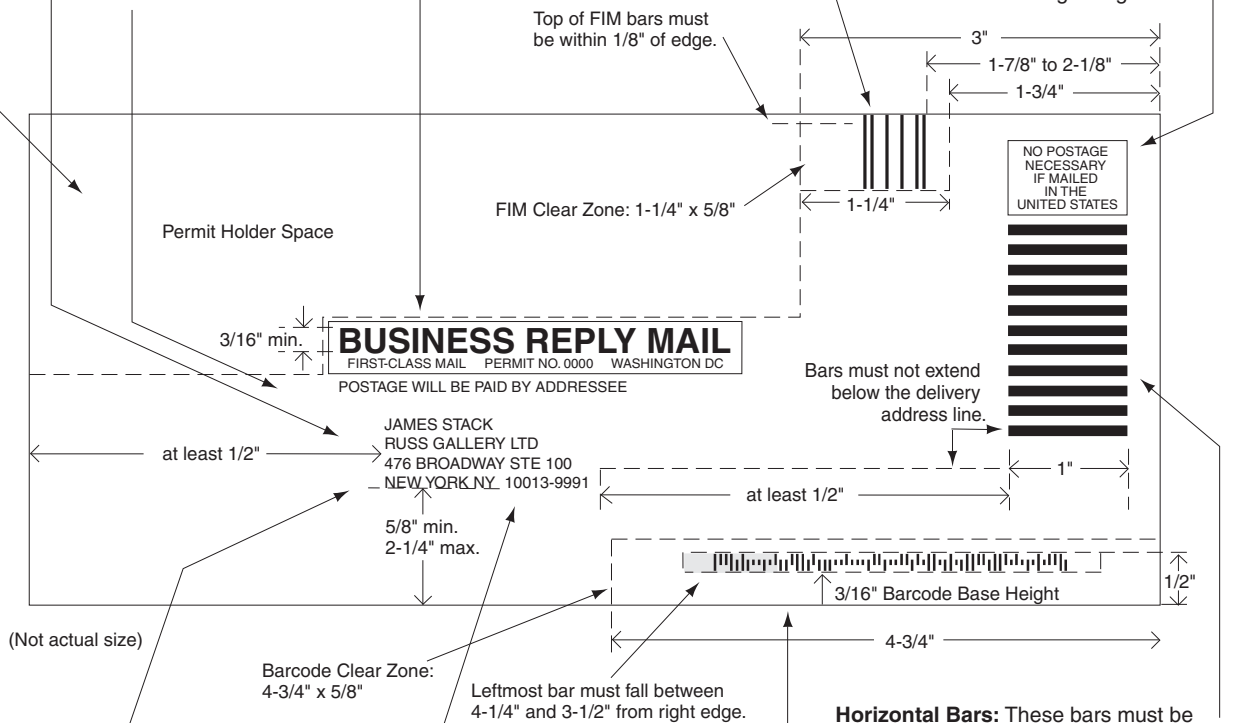 Top of FIM bars must
be within 1/8" of edge.
3"
1-7/8" to 2-1/8"
1-3/4"
NO POSTAGE
NECESSARY
IF MAILED
IN THE
UNITED STATES
FIM Clear Zone: 1-1/4" x 5/8"
1-1/4"
Permit Holder Space
3/16" min.
BUSINESS REPLY MAIL
FIRST-CLASS MAIL PERMIT NO. 0000 WASHINGTON DC
POSTAGE WILL BE PAID BY ADDRESSEE
Bars must not extend
below the delivery
address line.
JAMES STACK
RUSS GALLERY LTD
476 BROADWAY STE 100
NEW YORK NY 10013-9991
at least 1/2"
1"
at least 1/2"
5/8" min.
2-1/4" max.
1/2"
3/16" Barcode Base Height
(Not actual size)
4-3/4"
Barcode Clear Zone:
4-3/4" x 5/8"
Leftmost bar must fall between
4-1/4" and 3-1/2" from right edge.
Horizontal Bars: These bars must be